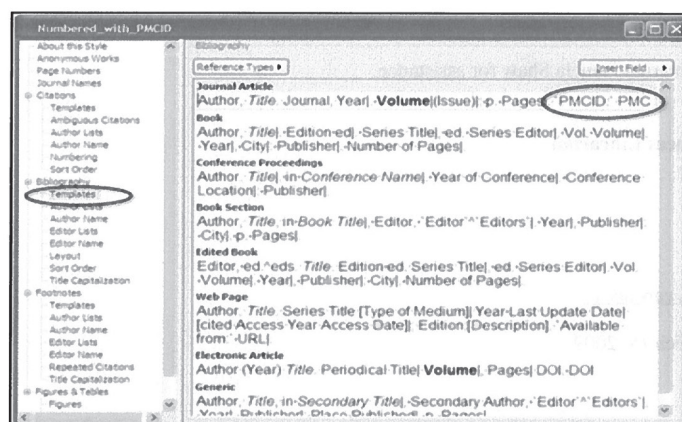 Numbered_with_PMCID
About this Style
Anonymous Works
Page Numbers
Journal Names
Citations
Templates
Ambiguous Citations
Author Lists
Author Name
Numbering
Sort Order
Bibliography
Templates
Author Lists
Author Name
Editor Lists
Editor Name
Layout
Sort Order
Title Capitalization
Footnotes
Templates
Author Lists
Author Name
Editor Lists
Editor Name
Repeated Citations
Title Capitalization
Figures & Tables
Figures
Bibliography
Reference Types
Insert Field
Journal Article
Author, Title. Journal, Year|.·Volume|(Issue)|:·p.·Pages|. `PMCID:` PMC
Book
Author, Title|.·Edition·ed|.·Series Title|,·ed.·Series Editor|.·Vol.·Volume|.
·Year|,·City|:·Publisher|.·Number of Pages|.
Conference Proceedings
Author, Title|.·in·Conference Name|.·Year of Conference|.·Conference
Location|:·Publisher|.
Book Section
Author, Title, in·Book Title|,·Editor,·`Editor`^`Editors`|.·Year|,·Publisher|:
·City|.·p.·Pages|.
Edited Book
Editor,·ed.^eds. Title. Edition·ed. Series Title|,·ed.·Series Editor|.·Vol.
·Volume|.·Year|,·Publisher|:·City|.·Number of Pages|.
Web Page
Author, Title. Series Title [Type of Medium]| Year·Last Update Date|
[cited Access Year Access Date]|; Edition:[Description]|.·`Available
from:`·URL|.
Electronic Article
Author (Year) Title. Periodical Title| Volume|, Pages| DOI:·DOI
Generic
Author, Title, in·Secondary Title|,·Secondary Author,·`Editor`^`Editors`|.
·Year|,·Publisher|:·Place Published|.·p.·Pages|.